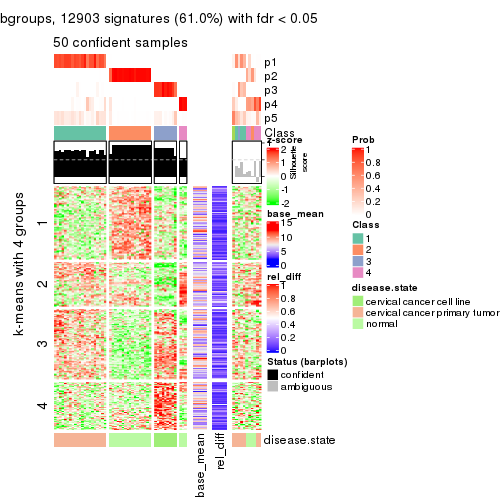 bgroups, 12903 signatures (61.0%) with fdr < 0.05
50 confident samples
p1
p2
p3
p4
p5
Class
z-score
2
1
0
-1
-2
Silhouette
score
base_mean
15
10
5
0
rel_diff
1
0.8
0.6
0.4
0.2
0
Status (barplots)
confident
ambiguous
Prob
1
0.8
0.6
0.4
0.2
0
Class
1
2
3
4
disease.state
cervical cancer cell line
cervical cancer primary tumor
normal
k-means with 4 groups
1
2
3
4
disease.state
base_mean
rel_diff